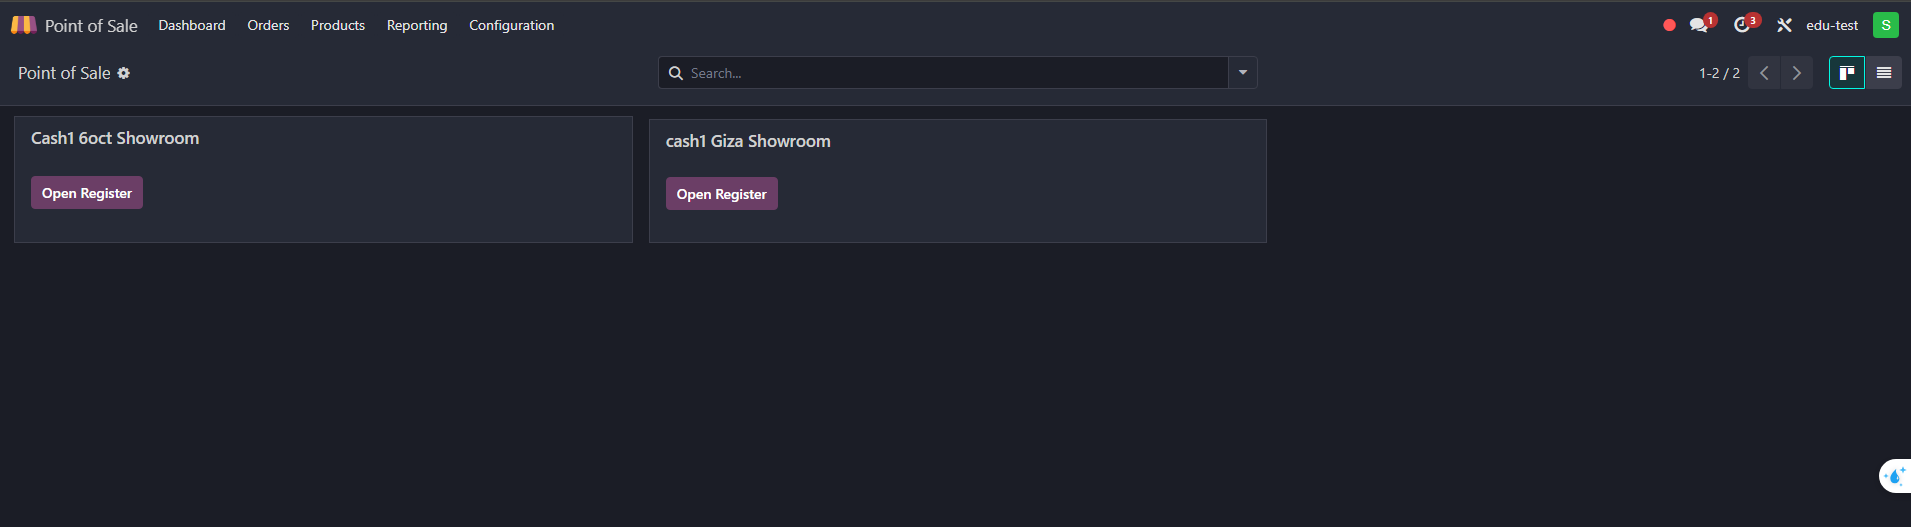 Point of Sale Dashboard Orders Products Reporting Configuration 1 3 edu-test S
Point of Sale Search... 1-2 / 2
Cash1 6oct Showroom
Open Register
cash1 Giza Showroom
Open Register